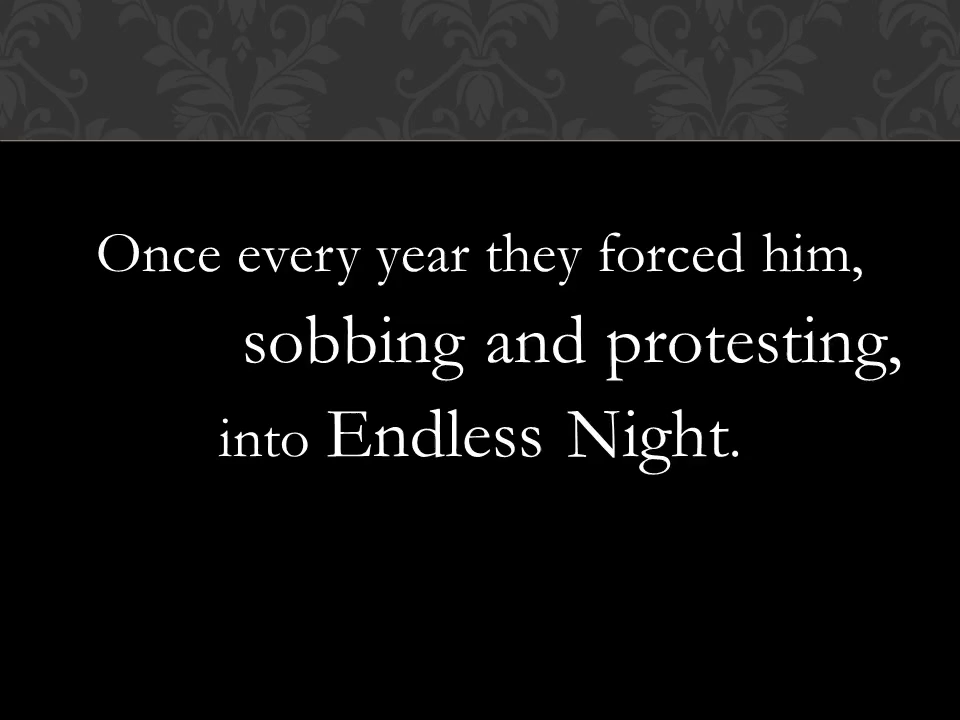 Once every year they forced him,
sobbing and protesting,
into Endless Night.